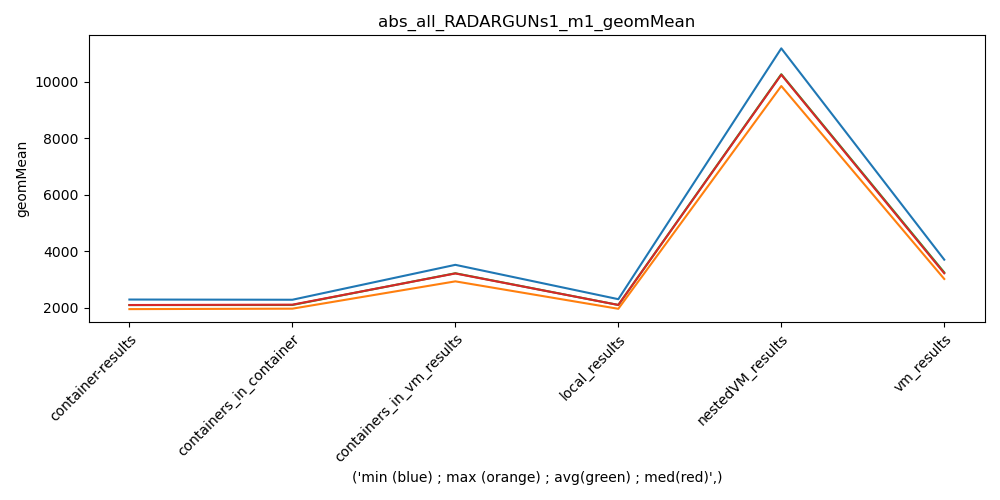 abs_all_RADARGUNs1_m1_geomMean
geomMean
10000
8000
6000
4000
2000
container-results
containers_in_container
containers_in_vm_results
local_results
nestedVM_results
vm_results
('min (blue) ; max (orange) ; avg(green) ; med(red)',)